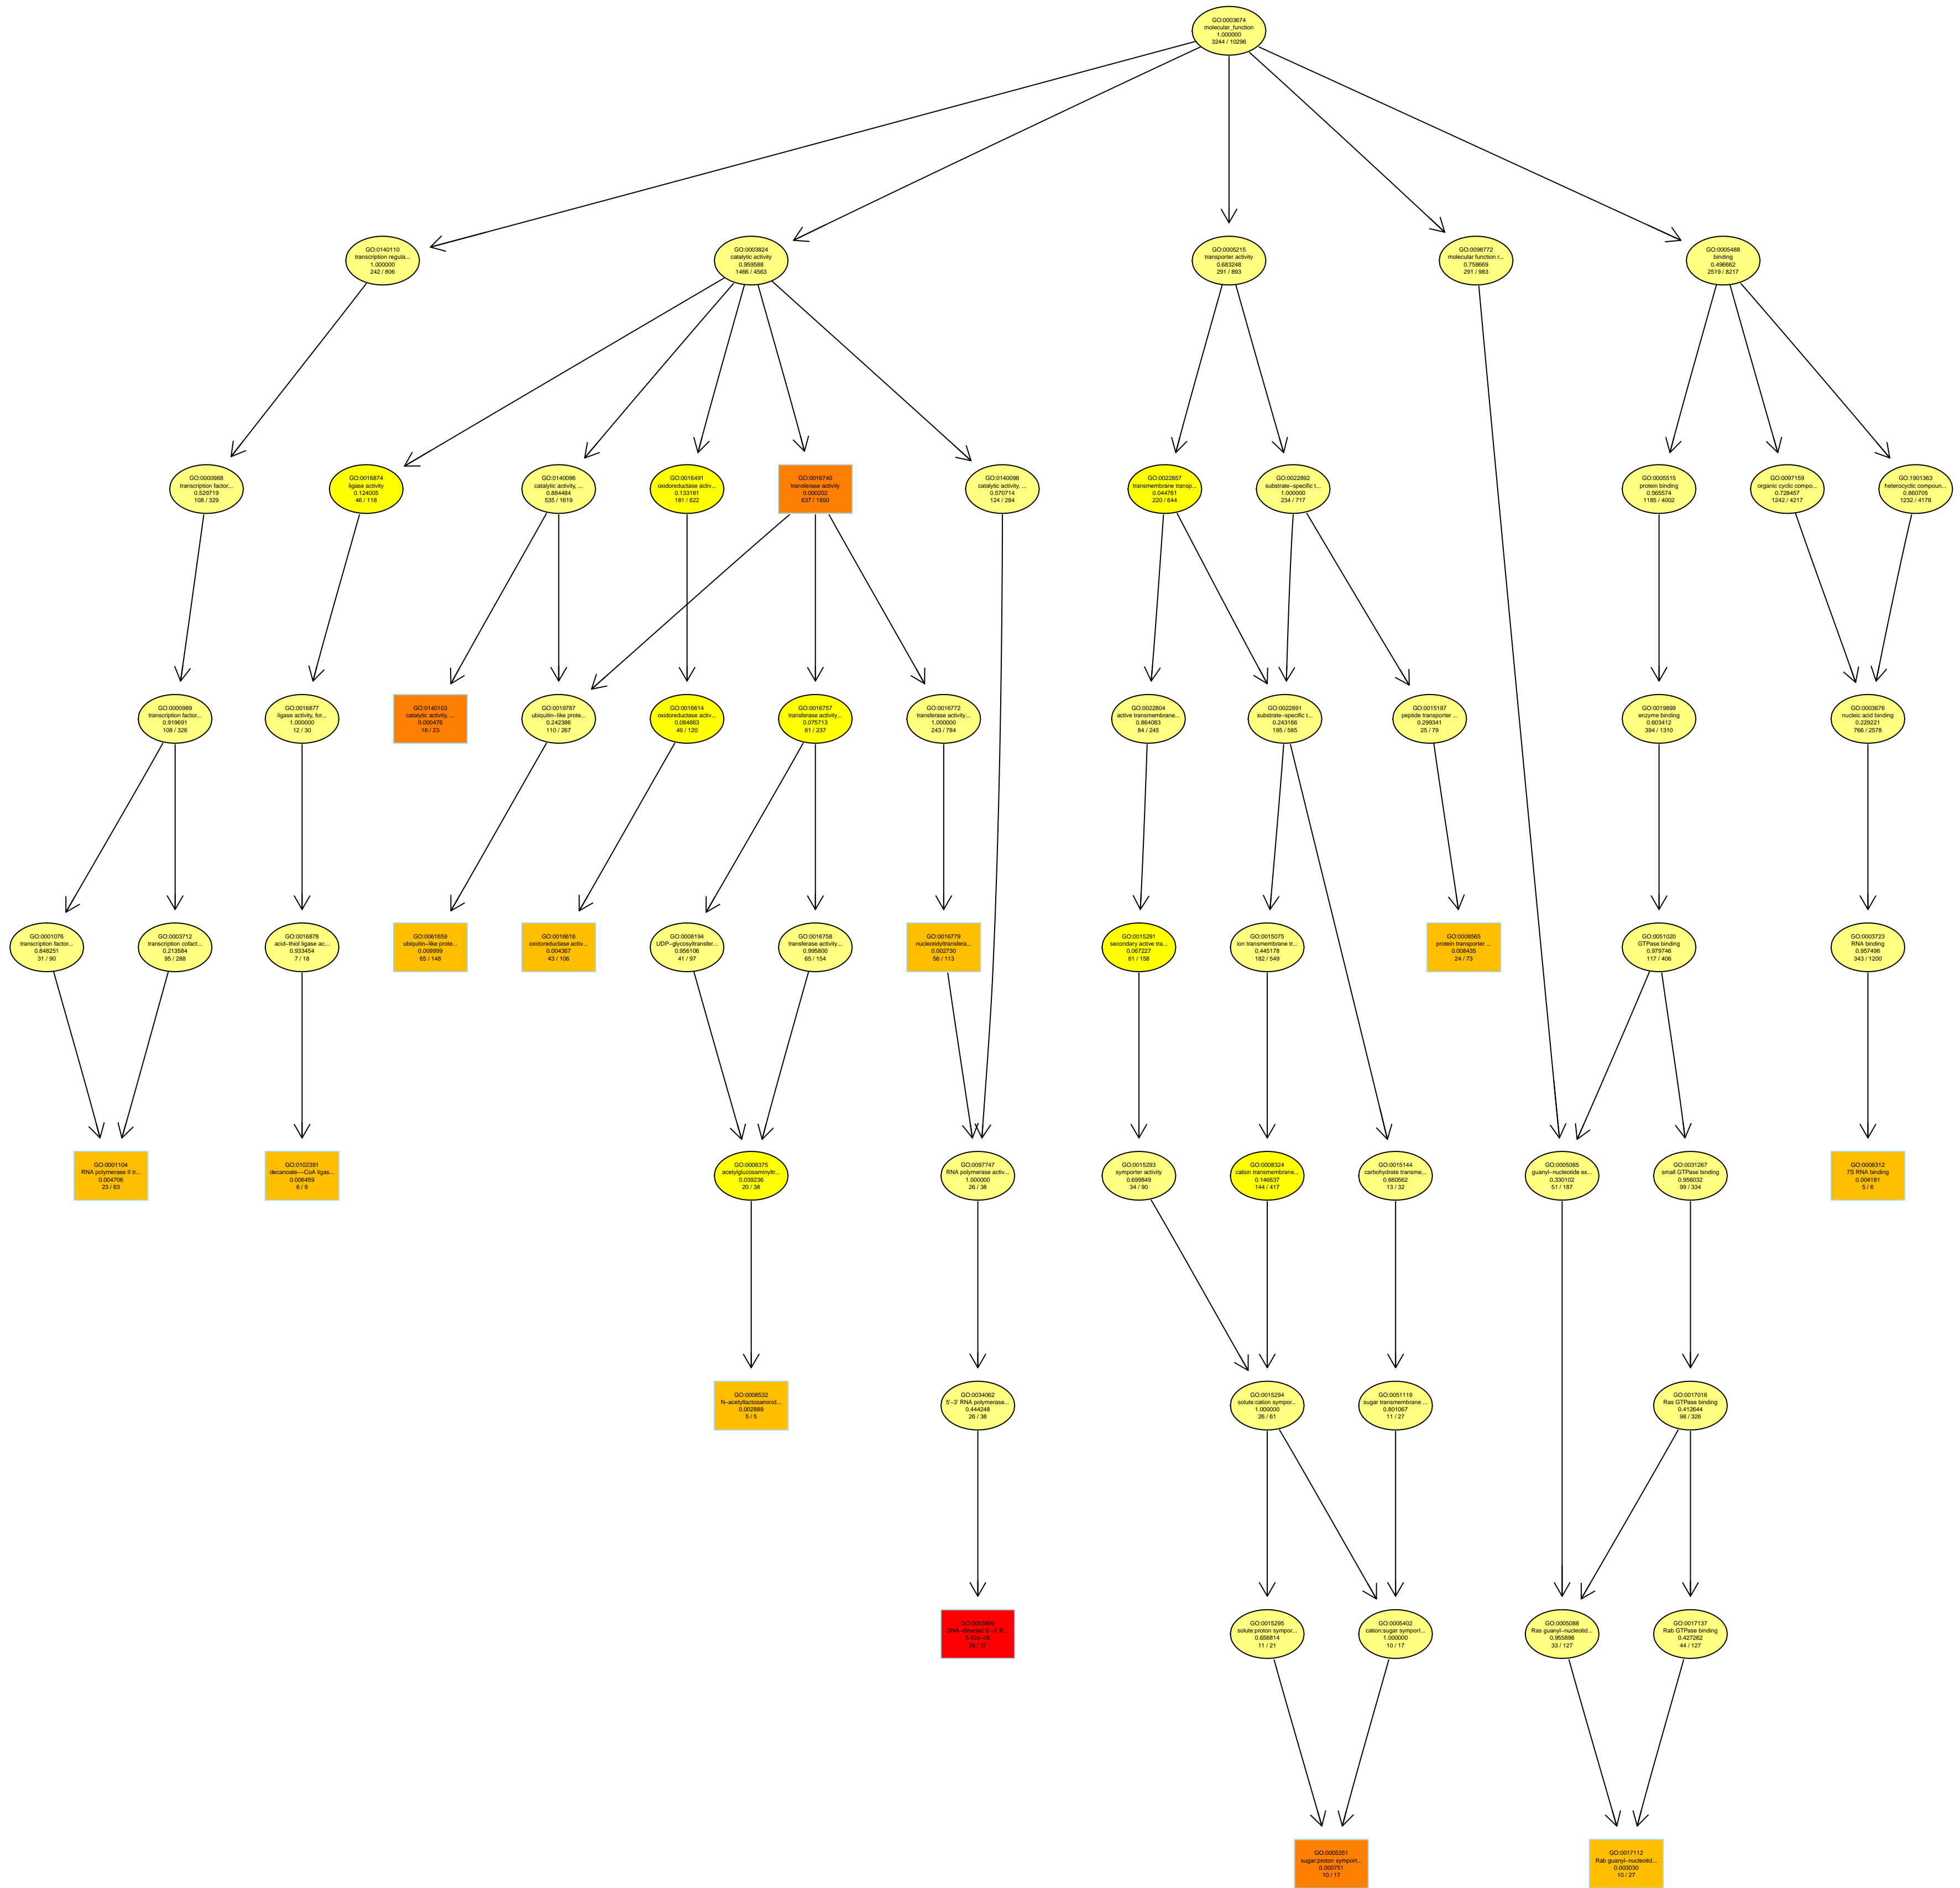 GO:0003674
molecular_function
1.000000
3244 / 10296
GO:0140110
transcription regula...
1.000000
242 / 806
GO:0003824
catalytic activity
0.959588
1466 / 4563
GO:0005215
transporter activity
0.683248
291 / 893
GO:0098772
molecular function r...
0.758669
291 / 983
GO:0005488
binding
0.496662
2519 / 8217
GO:0000988
transcription factor...
0.529719
108 / 329
GO:0016874
ligase activity
0.124005
46 / 118
GO:0140096
catalytic activity, ...
0.884484
535 / 1619
GO:0016491
oxidoreductase activ...
0.133181
181 / 622
GO:0016740
transferase activity
0.000202
637 / 1850
GO:0140098
catalytic activity, ...
0.570714
124 / 284
GO:0022857
transmembrane transp...
0.044761
220 / 644
GO:0022892
substrate−specific t...
1.000000
234 / 717
GO:0005515
protein binding
0.565574
1185 / 4002
GO:0097159
organic cyclic compo...
0.728457
1242 / 4217
GO:1901363
heterocyclic compoun...
0.860705
1232 / 4178
GO:0000989
transcription factor...
0.919691
108 / 326
GO:0016877
ligase activity, for...
1.000000
12 / 30
GO:0140103
catalytic activity, ...
0.000476
16 / 23
GO:0019787
ubiquitin−like prote...
0.242386
110 / 267
GO:0016614
oxidoreductase activ...
0.084863
49 / 120
GO:0016757
transferase activity...
0.075713
81 / 237
GO:0016772
transferase activity...
1.000000
243 / 784
GO:0022804
active transmembrane...
0.864083
84 / 245
GO:0022891
substrate−specific t...
0.243166
195 / 585
GO:0015197
peptide transporter ...
0.299341
25 / 79
GO:0019899
enzyme binding
0.603412
394 / 1310
GO:0003676
nucleic acid binding
0.229221
766 / 2578
GO:0001076
transcription factor...
0.848251
31 / 90
GO:0003712
transcription cofact...
0.213584
95 / 288
GO:0016878
acid−thiol ligase ac...
0.933454
7 / 18
GO:0061659
ubiquitin−like prote...
0.009999
65 / 148
GO:0016616
oxidoreductase activ...
0.004367
43 / 106
GO:0008194
UDP−glycosyltransfer...
0.956106
41 / 97
GO:0016758
transferase activity...
0.995800
65 / 154
GO:0016779
nucleotidyltransfera...
0.002730
56 / 113
GO:0015291
secondary active tra...
0.067227
61 / 158
GO:0015075
ion transmembrane tr...
0.445178
182 / 549
GO:0008565
protein transporter ...
0.008435
24 / 73
GO:0051020
GTPase binding
0.979746
117 / 406
GO:0003723
RNA binding
0.957496
343 / 1200
GO:0001104
RNA polymerase II tr...
0.004706
23 / 63
GO:0102391
decanoate−−CoA ligas...
0.006459
6 / 9
GO:0008375
acetylglucosaminyltr...
0.039236
20 / 38
GO:0097747
RNA polymerase activ...
1.000000
26 / 38
GO:0015293
symporter activity
0.699849
34 / 90
GO:0008324
cation transmembrane...
0.146637
144 / 417
GO:0015144
carbohydrate transme...
0.660562
13 / 32
GO:0005085
guanyl−nucleotide ex...
0.330102
51 / 187
GO:0031267
small GTPase binding
0.956032
99 / 334
GO:0008312
7S RNA binding
0.004181
5 / 6
GO:0008532
N−acetyllactosaminid...
0.002889
5 / 5
GO:0034062
5'−3' RNA polymerase...
0.444248
26 / 38
GO:0015294
solute:cation sympor...
1.000000
26 / 61
GO:0051119
sugar transmembrane ...
0.801067
11 / 27
GO:0017016
Ras GTPase binding
0.412644
98 / 326
GO:0003899
DNA−directed 5'−3' R...
26 / 37
GO:0015295
solute:proton sympor...
0.656814
11 / 21
GO:0005402
cation:sugar symport...
1.000000
10 / 17
GO:0005088
Ras guanyl−nucleotid...
0.955896
33 / 127
GO:0017137
Rab GTPase binding
0.427262
44 / 127
GO:0005351
sugar:proton symport...
0.000751
10 / 17
GO:0017112
Rab guanyl−nucleotid...
0.003030
10 / 27